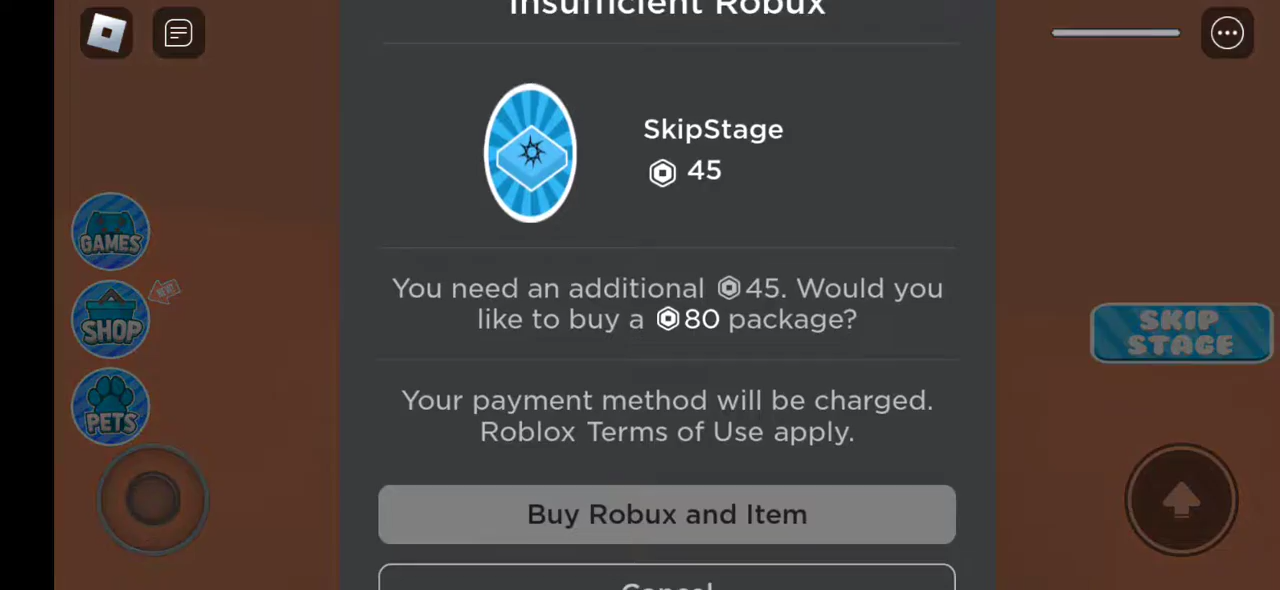 Insufficient Robux
SkipStage
45
You need an additional 45. Would you
like to buy a 80 package?
Your payment method will be charged.
Roblox Terms of Use apply.
Buy Robux and Item
Cancel
GAMES
SHOP
PETS
SKIP
STAGE